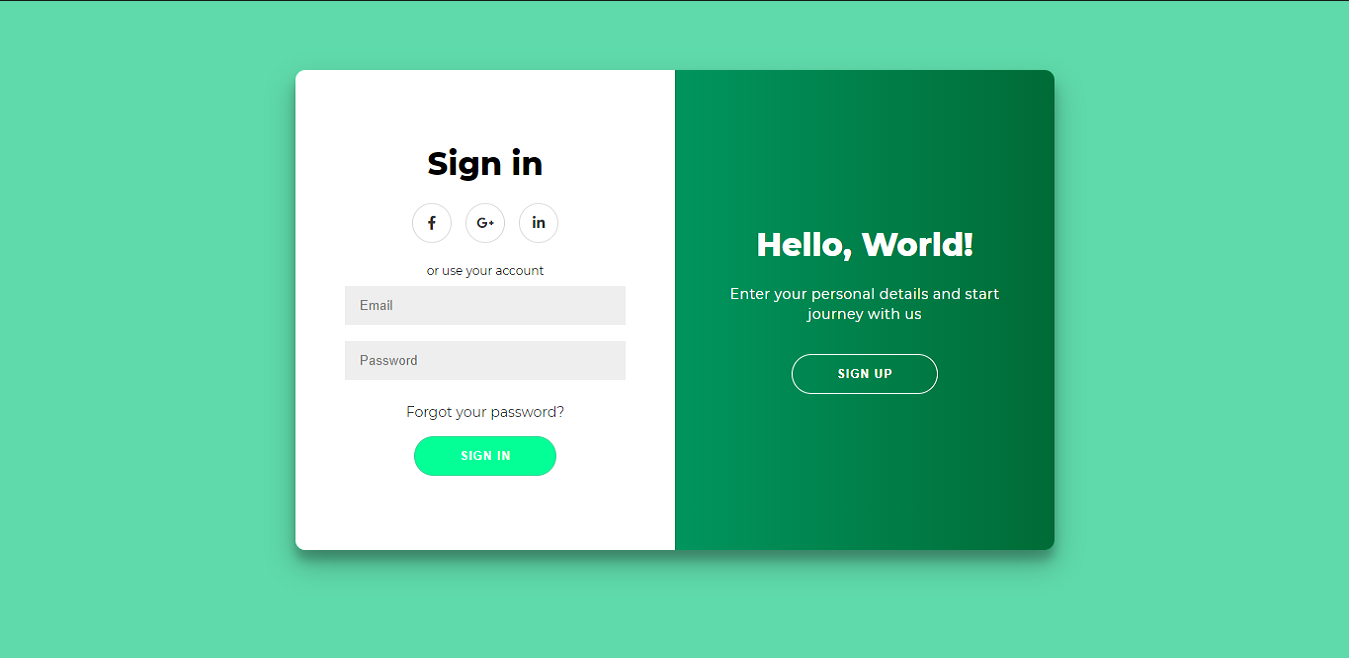 Sign in
f G+ in
or use your account
Email
Password
Forgot your password?
SIGN IN
Hello, World!
Enter your personal details and start
journey with us
SIGN UP